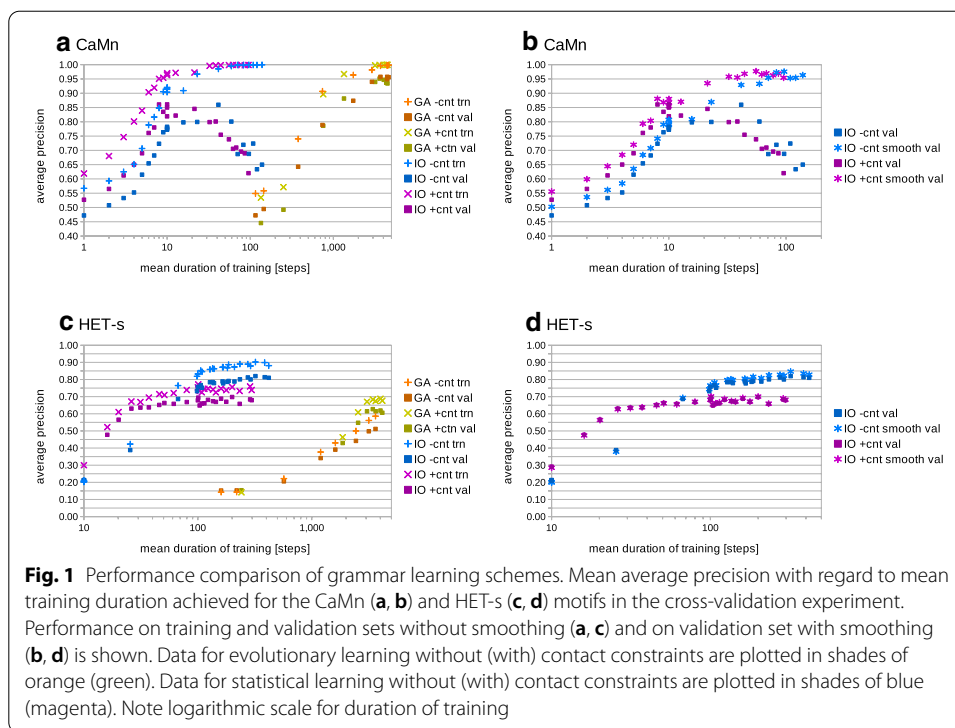 a CaMn
1.00
0.95
0.90
0.85
0.80
0.75
0.70
0.65
0.60
0.55
0.50
0.45
0.40
average precision
1 10 100 1,000
mean duration of training [steps]
GA -cnt trn
GA -cnt val
GA +cnt trn
GA +ctn val
IO -cnt trn
IO -cnt val
IO +cnt trn
IO +cnt val
b CaMn
1.00
0.95
0.90
0.85
0.80
0.75
0.70
0.65
0.60
0.55
0.50
0.45
0.40
average precision
1 10 100
mean duration of training [steps]
IO -cnt val
IO -cnt smooth val
IO +cnt val
IO +cnt smooth val
c HET-s
1.00
0.90
0.80
0.70
0.60
0.50
0.40
0.30
0.20
0.10
0.00
average precision
10 100 1,000
mean duration of training [steps]
GA -cnt trn
GA -cnt val
GA +cnt trn
GA +ctn val
IO -cnt trn
IO -cnt val
IO +cnt trn
IO +cnt val
d HET-s
1.00
0.90
0.80
0.70
0.60
0.50
0.40
0.30
0.20
0.10
0.00
average precision
10 100
mean duration of training [steps]
IO -cnt val
IO -cnt smooth val
IO +cnt val
IO +cnt smooth val
Fig. 1 Performance comparison of grammar learning schemes. Mean average precision with regard to mean
training duration achieved for the CaMn (a, b) and HET-s (c, d) motifs in the cross-validation experiment.
Performance on training and validation sets without smoothing (a, c) and on validation set with smoothing
(b, d) is shown. Data for evolutionary learning without (with) contact constraints are plotted in shades of
orange (green). Data for statistical learning without (with) contact constraints are plotted in shades of blue
(magenta). Note logarithmic scale for duration of training